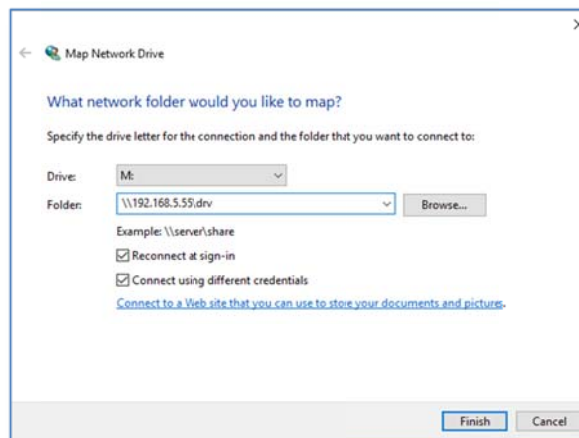 Map Network Drive
What network folder would you like to map?
Specify the drive letter for the connection and the folder that you want to connect to:
Drive: M:
Folder: \\192.168.5.55\drv Browse...
Example: \\server\share
Reconnect at sign-in
Connect using different credentials
Connect to a Web site that you can use to store your documents and pictures.
Finish Cancel